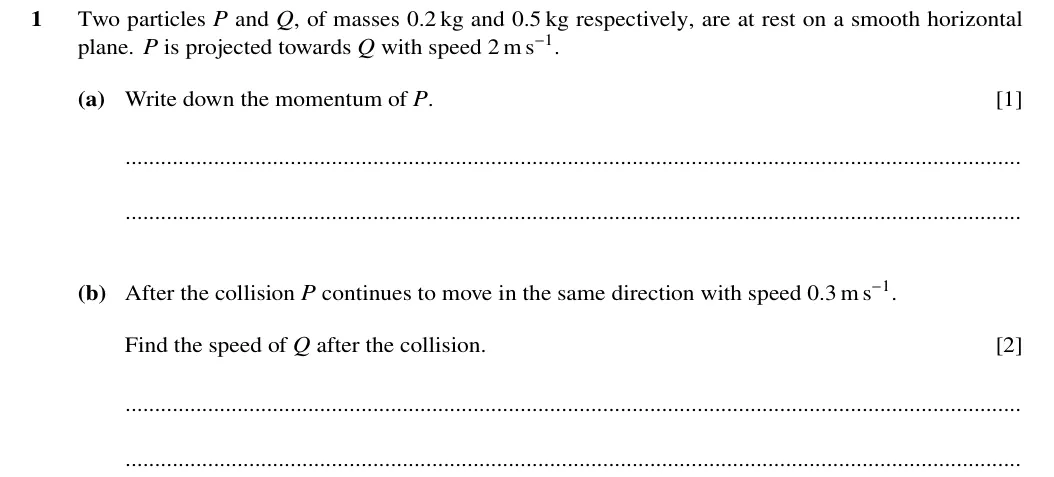 1 Two particles P and Q, of masses 0.2 kg and 0.5 kg respectively, are at rest on a smooth horizontal
plane. P is projected towards Q with speed 2 m s⁻¹.
(a) Write down the momentum of P. [1]
(b) After the collision P continues to move in the same direction with speed 0.3 m s⁻¹.
Find the speed of Q after the collision. [2]